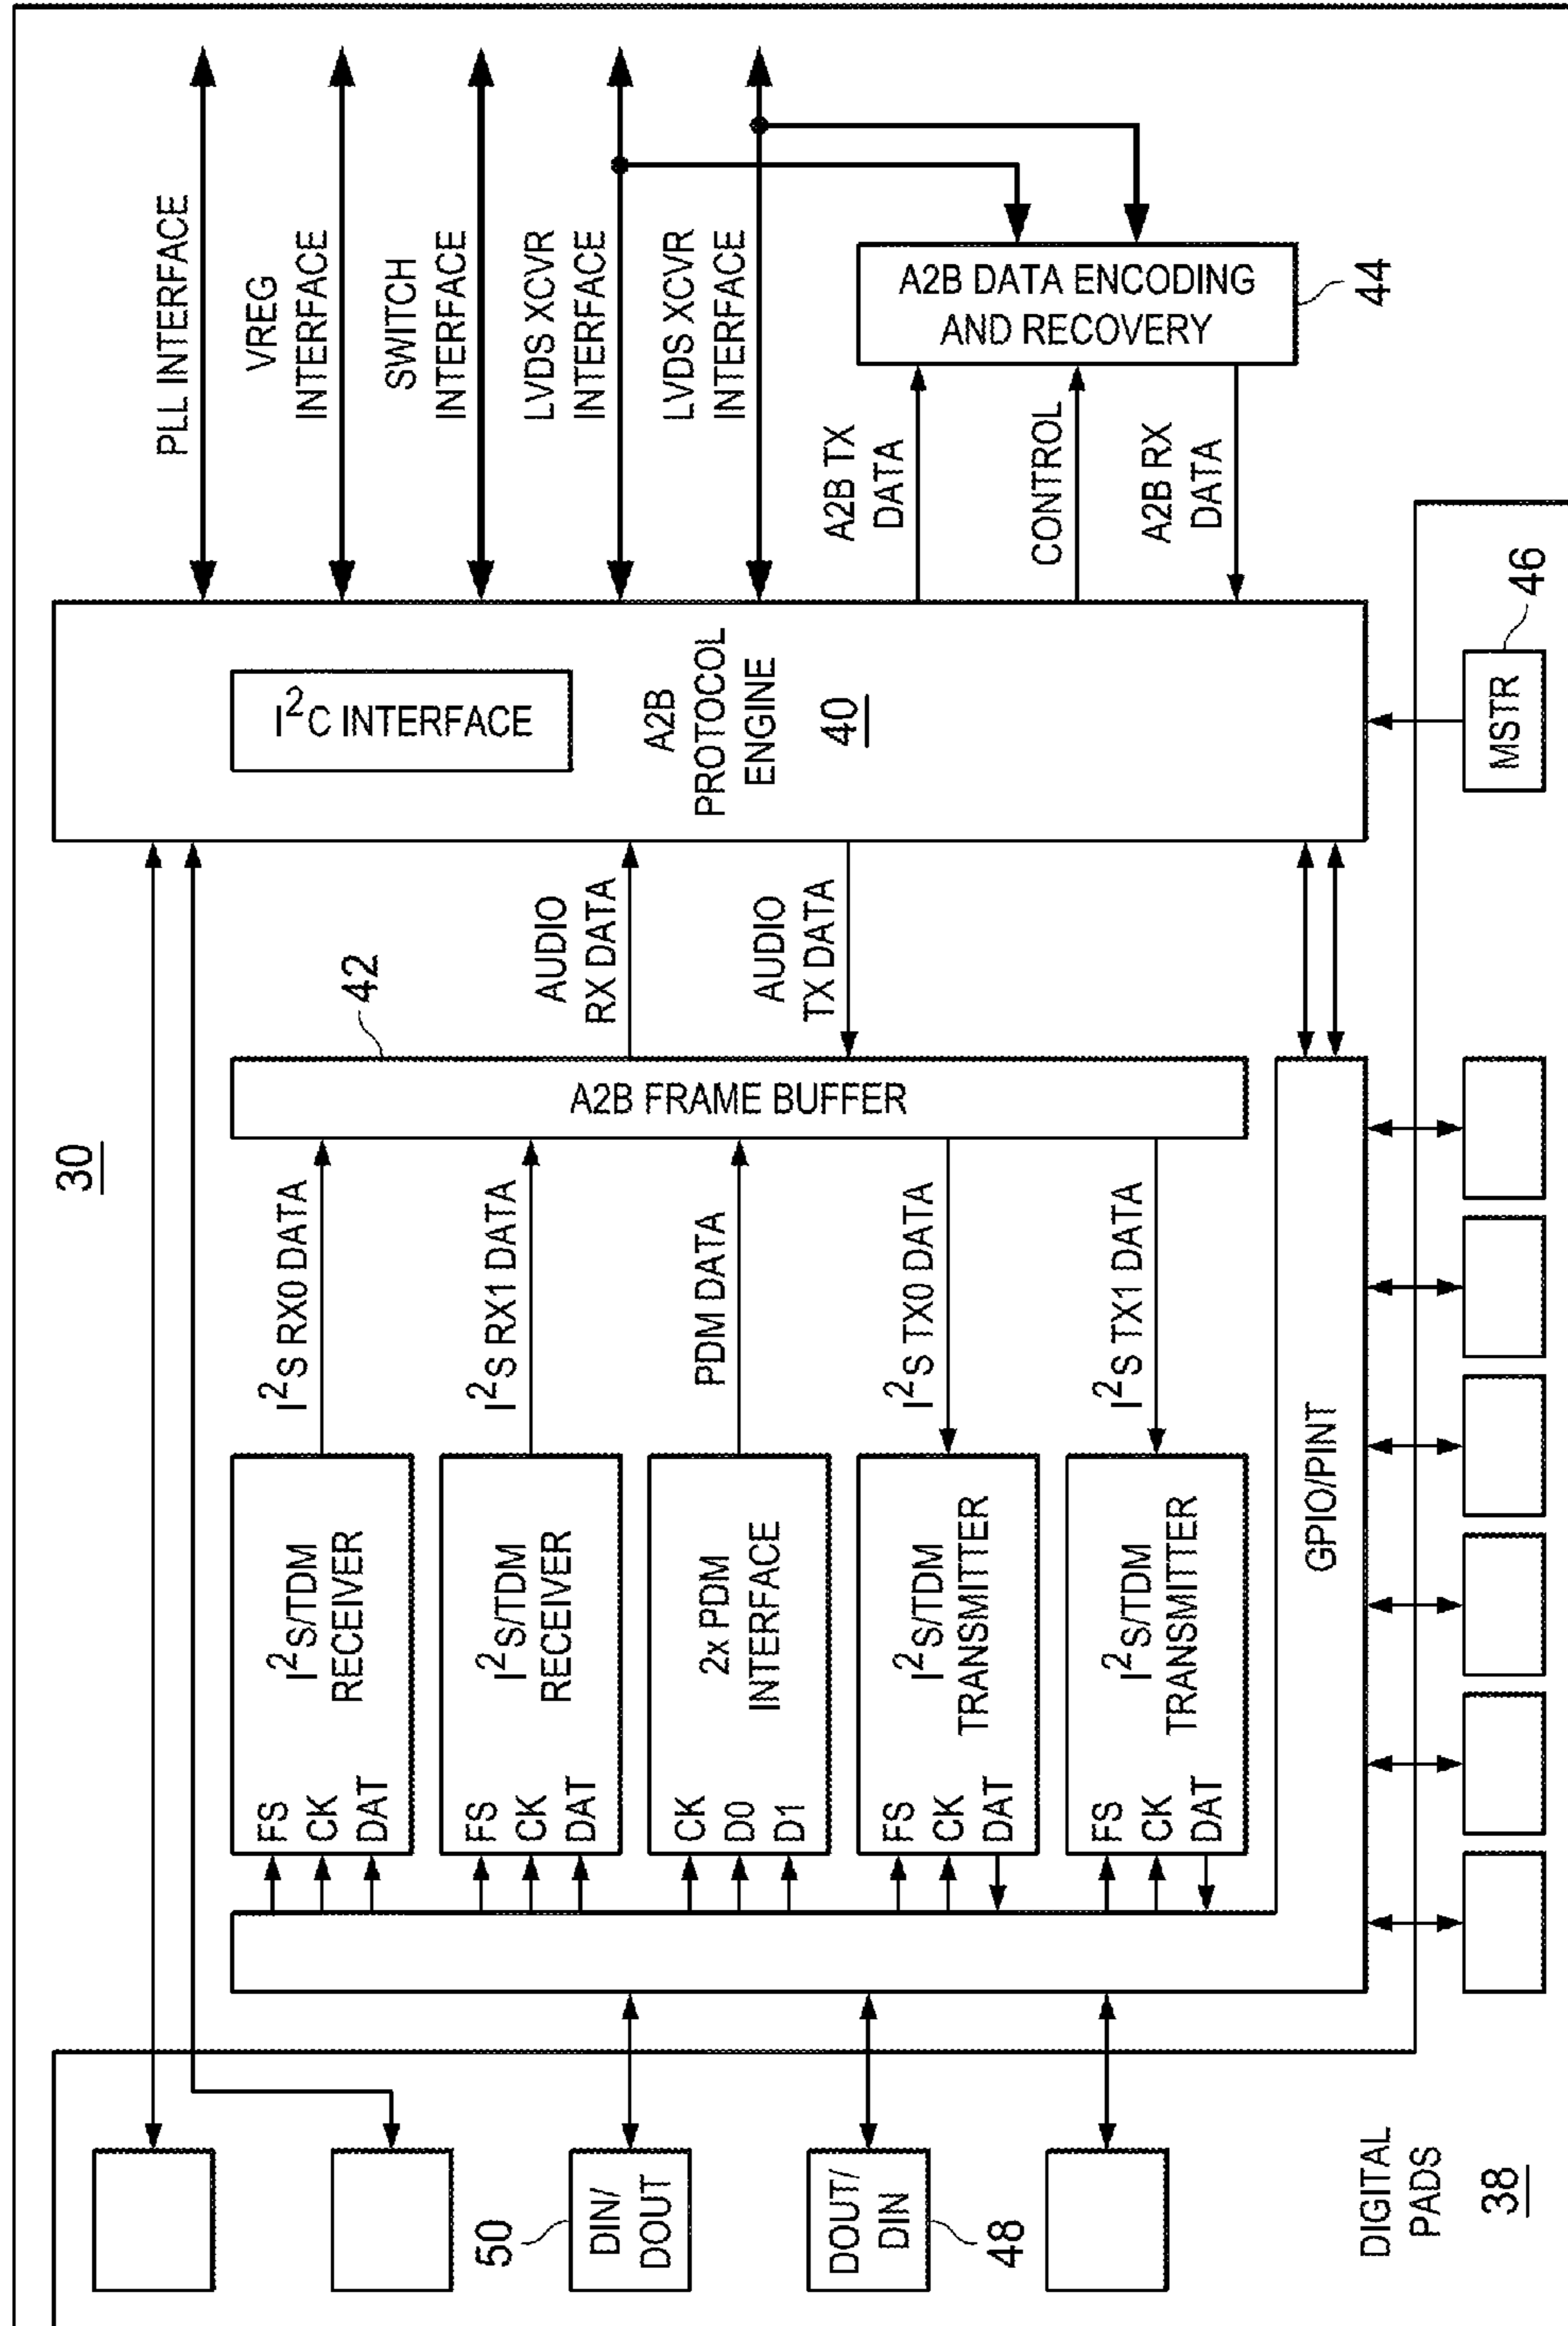 DIGITAL
PADS
38
DIN/
DOUT
50
DOUT/
DIN
48
30
FS
CK
DAT
I²S/TDM
RECEIVER
I²S RX0 DATA
FS
CK
DAT
I²S/TDM
RECEIVER
I²S RX1 DATA
CK
D0
D1
2x PDM
INTERFACE
PDM DATA
FS
CK
DAT
I²S/TDM
TRANSMITTER
I²S TX0 DATA
FS
CK
DAT
I²S/TDM
TRANSMITTER
I²S TX1 DATA
GPIO/PINT
42
A2B FRAME BUFFER
AUDIO
RX DATA
AUDIO
TX DATA
I²C INTERFACE
A2B
PROTOCOL
ENGINE
40
MSTR
46
PLL INTERFACE
VREG
INTERFACE
SWITCH
INTERFACE
LVDS XCVR
INTERFACE
LVDS XCVR
INTERFACE
A2B TX
DATA
CONTROL
A2B RX
DATA
A2B DATA ENCODING
AND RECOVERY
44